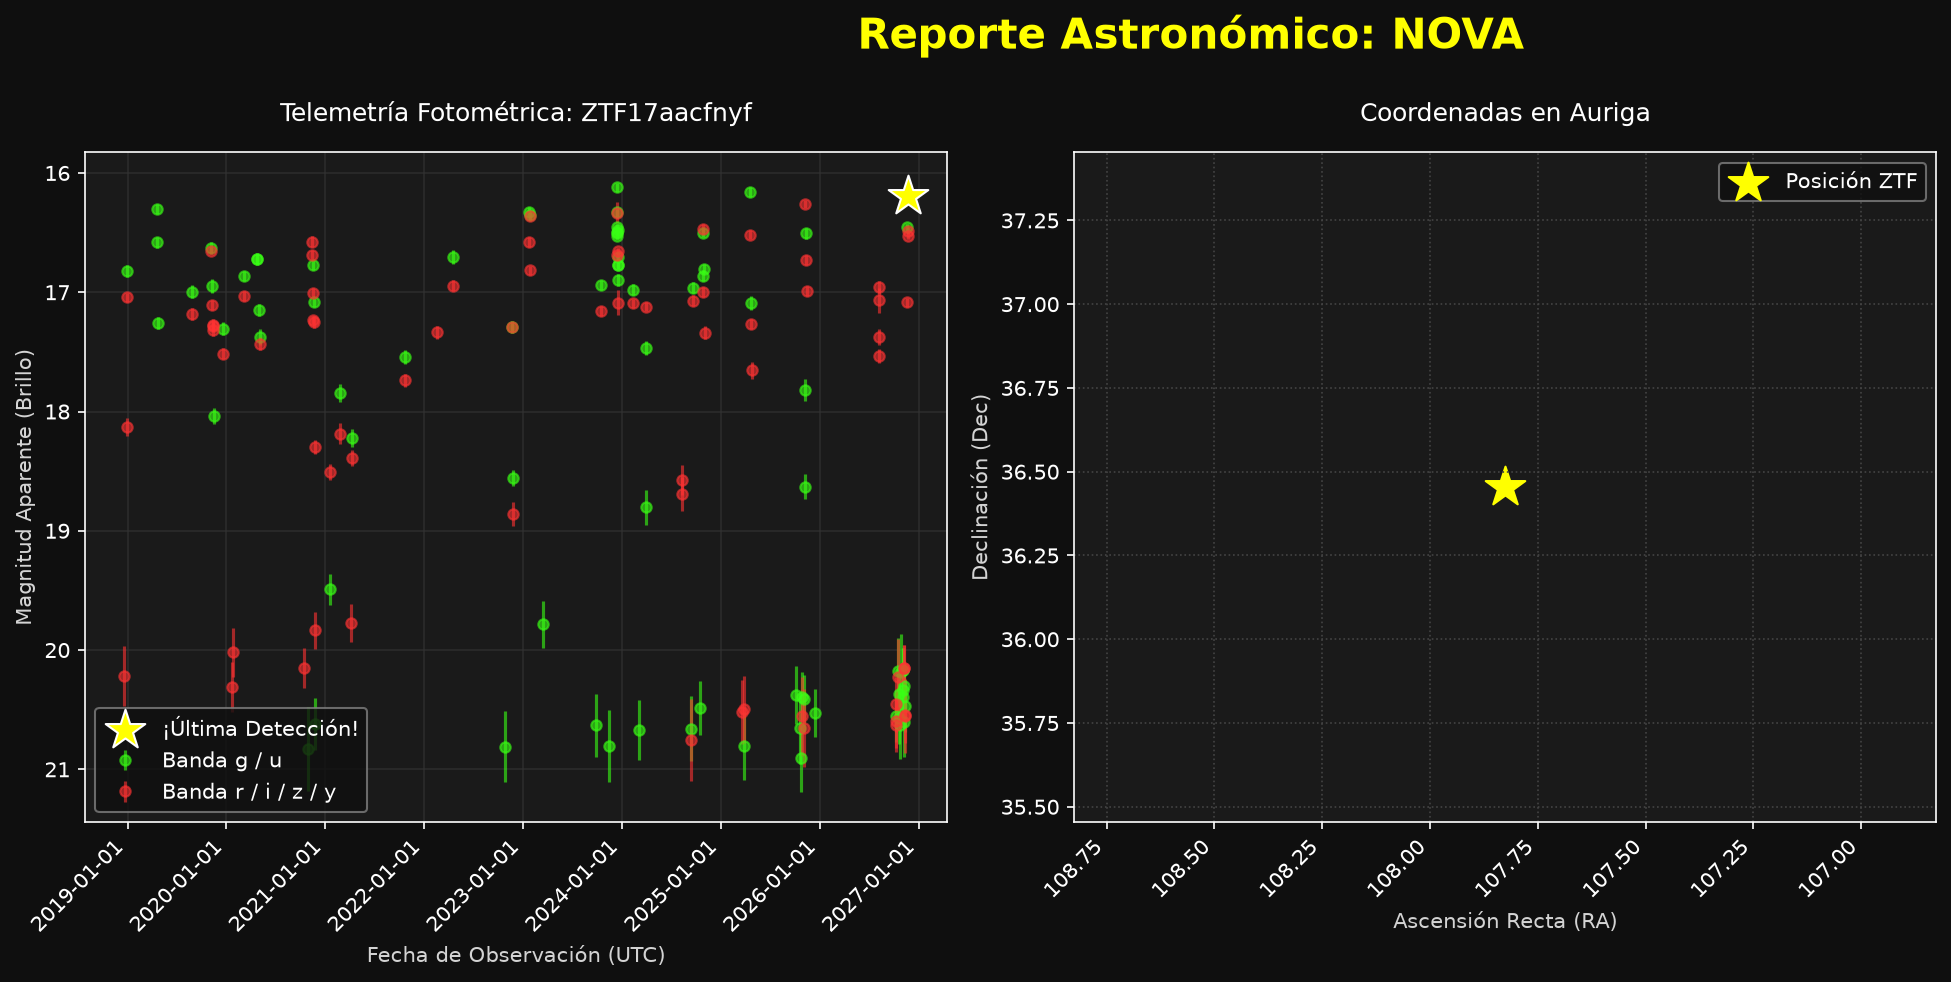 Reporte Astronómico: NOVA
Telemetría Fotométrica: ZTF17aacfnyf
Magnitud Aparente (Brillo)
16
17
18
19
20
21
¡Última Detección!
Banda g / u
Banda r / i / z / y
2019-01-01
2020-01-01
2021-01-01
2022-01-01
2023-01-01
2024-01-01
2025-01-01
2026-01-01
2027-01-01
Fecha de Observación (UTC)
Coordenadas en Auriga
Posición ZTF
Declinación (Dec)
37.25
37.00
36.75
36.50
36.25
36.00
35.75
35.50
108.75
108.50
108.25
108.00
107.75
107.50
107.25
107.00
Ascensión Recta (RA)